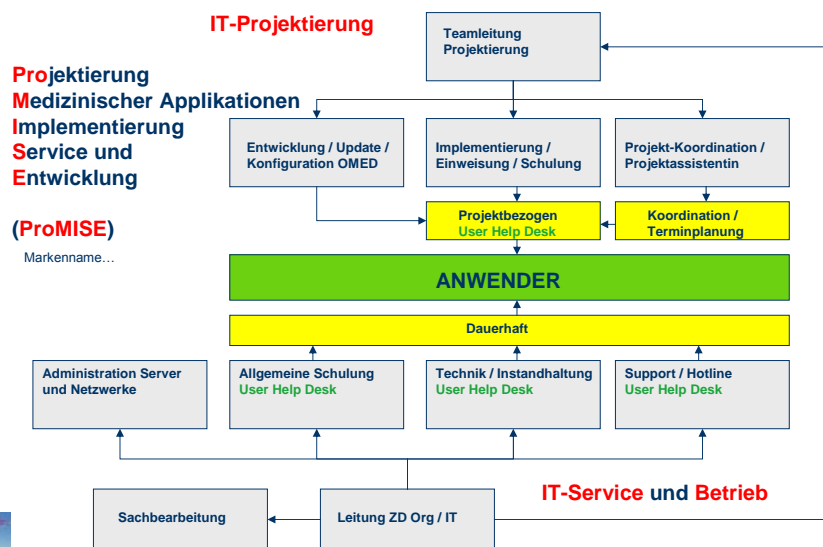 IT-Projektierung
Teamleitung
Projektierung
Projektierung
Medizinischer Applikationen
Implementierung
Service und
Entwicklung
(ProMISE)
Markenname…
Entwicklung / Update /
Konfiguration OMED
Implementierung /
Einweisung / Schulung
Projekt-Koordination /
Projektassistentin
Projektbezogen
User Help Desk
Koordination /
Terminplanung
ANWENDER
Dauerhaft
Administration Server
und Netzwerke
Allgemeine Schulung
User Help Desk
Technik / Instandhaltung
User Help Desk
Support / Hotline
User Help Desk
IT-Service und Betrieb
Sachbearbeitung
Leitung ZD Org / IT